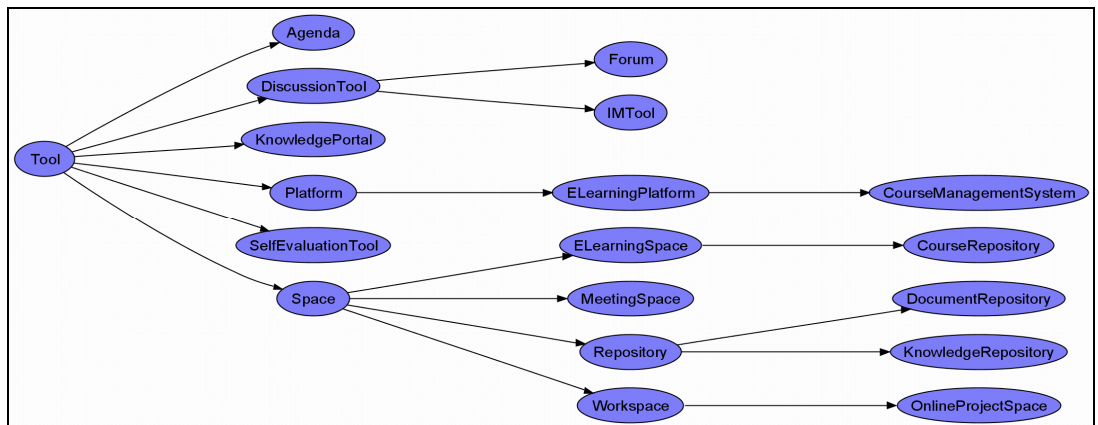 Agenda
Forum
DiscussionTool
IMTool
KnowledgePortal
Tool
Platform
ELearningPlatform
CourseManagementSystem
SelfEvaluationTool
ELearningSpace
CourseRepository
Space
MeetingSpace
DocumentRepository
Repository
KnowledgeRepository
Workspace
OnlineProjectSpace